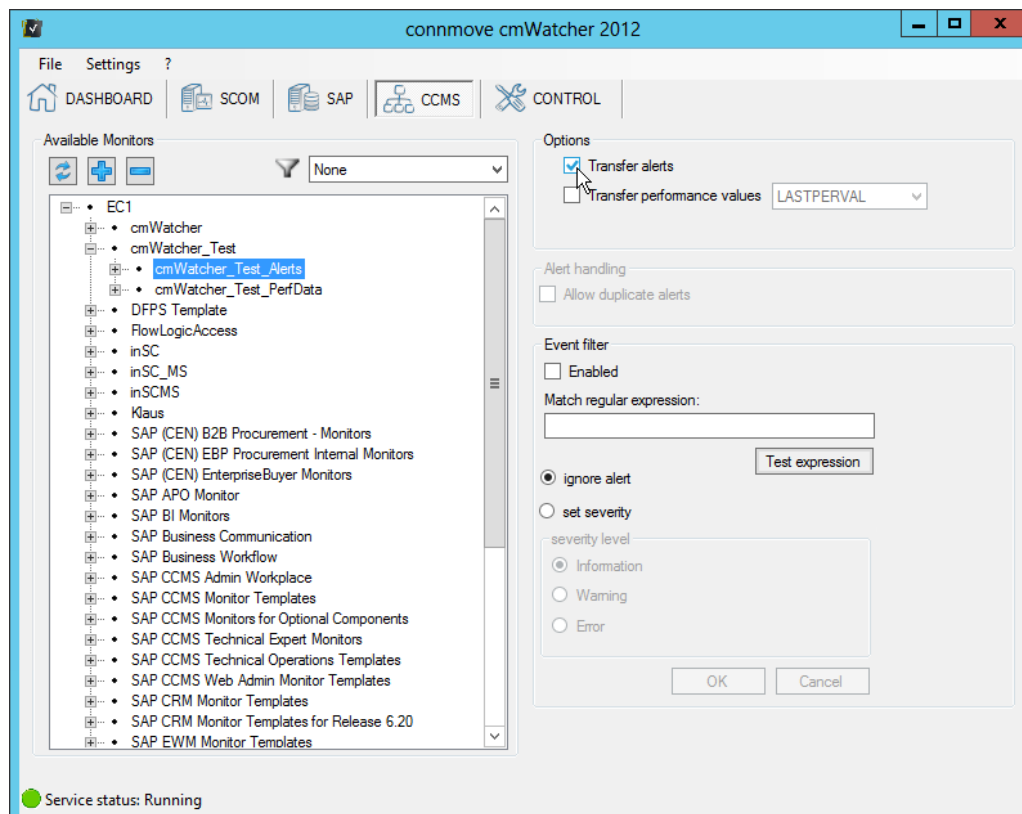 connmove cmWatcher 2012
File Settings ?
DASHBOARD SCOM SAP CCMS CONTROL
Available Monitors
None
EC1
cmWatcher
cmWatcher_Test
cmWatcher_Test_Alerts
cmWatcher_Test_PerfData
DFPS Template
FlowLogicAccess
inSC
inSC_MS
inSCMS
Klaus
SAP (CEN) B2B Procurement - Monitors
SAP (CEN) EBP Procurement Internal Monitors
SAP (CEN) EnterpriseBuyer Monitors
SAP APO Monitor
SAP BI Monitors
SAP Business Communication
SAP Business Workflow
SAP CCMS Admin Workplace
SAP CCMS Monitor Templates
SAP CCMS Monitors for Optional Components
SAP CCMS Technical Expert Monitors
SAP CCMS Technical Operations Templates
SAP CCMS Web Admin Monitor Templates
SAP CRM Monitor Templates
SAP CRM Monitor Templates for Release 6.20
SAP EWM Monitor Templates
Options
Transfer alerts
Transfer performance values LASTPERVAL
Alert handling
Allow duplicate alerts
Event filter
Enabled
Match regular expression:
Test expression
ignore alert
set severity
severity level
Information
Warning
Error
OK Cancel
Service status: Running